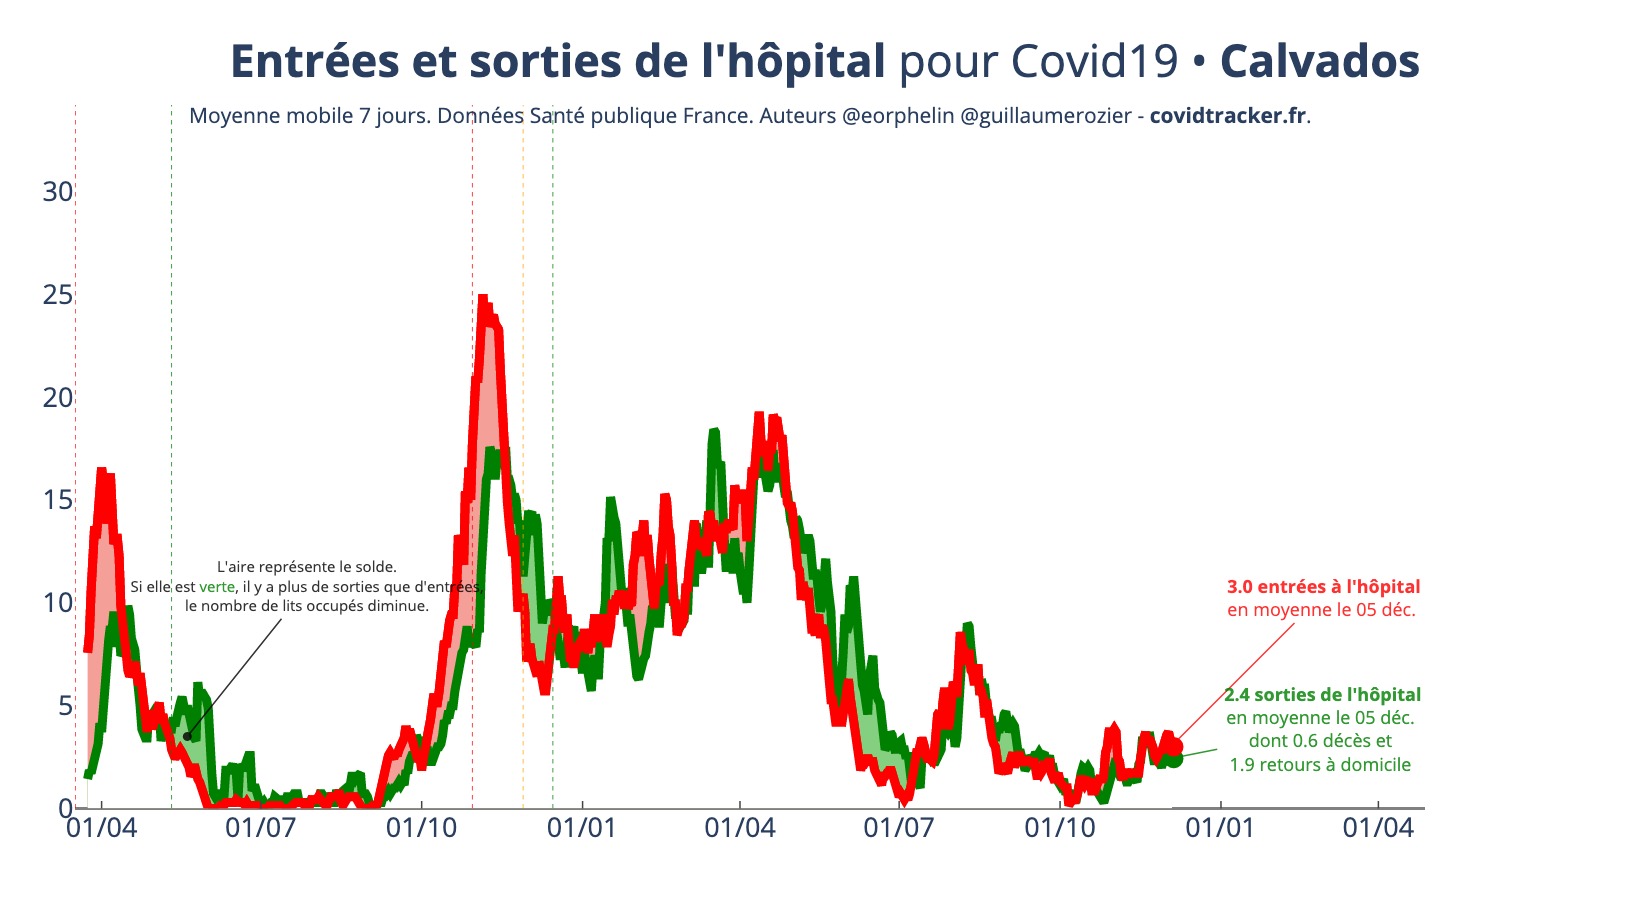 Entrées et sorties de l'hôpital pour Covid19 • Calvados
Moyenne mobile 7 jours. Données Santé publique France. Auteurs @eorphelin @guillaumerozier - covidtracker.fr.
30
25
20
15
10
5
0
L'aire représente le solde.
Si elle est verte, il y a plus de sorties que d'entrées,
le nombre de lits occupés diminue.
3.0 entrées à l'hôpital
en moyenne le 05 déc.
2.4 sorties de l'hôpital
en moyenne le 05 déc.
dont 0.6 décès et
1.9 retours à domicile
01/04 01/07 01/10 01/01 01/04 01/07 01/10 01/01 01/04